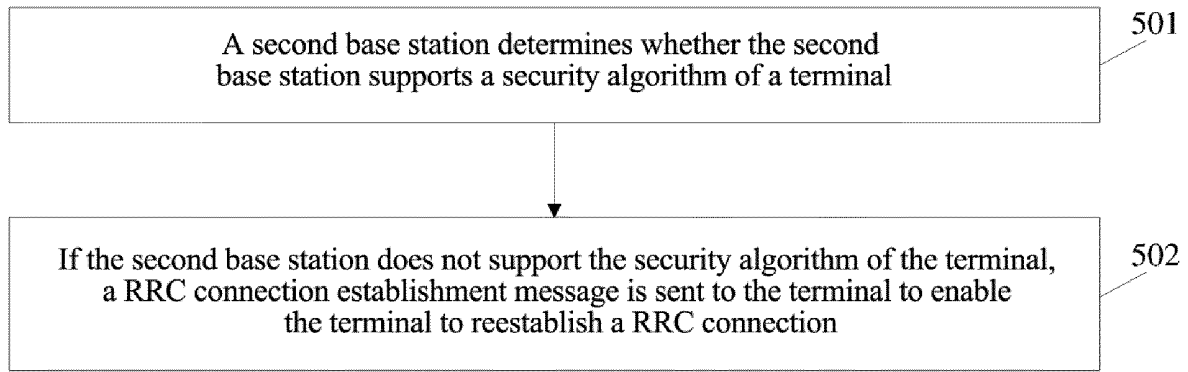 501
A second base station determines whether the second
base station supports a security algorithm of a terminal
502
If the second base station does not support the security algorithm of the terminal,
a RRC connection establishment message is sent to the terminal to enable
the terminal to reestablish a RRC connection